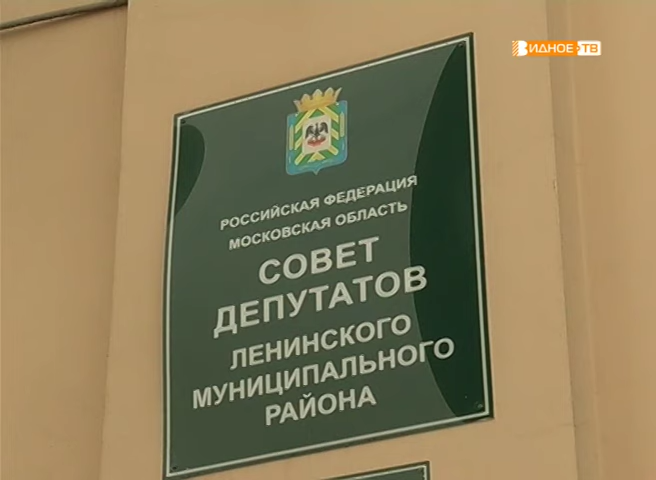 ВИДНОЕ-ТВ
РОССИЙСКАЯ ФЕДЕРАЦИЯ
МОСКОВСКАЯ ОБЛАСТЬ
СОВЕТ
ДЕПУТАТОВ
ЛЕНИНСКОГО
МУНИЦИПАЛЬНОГО
РАЙОНА